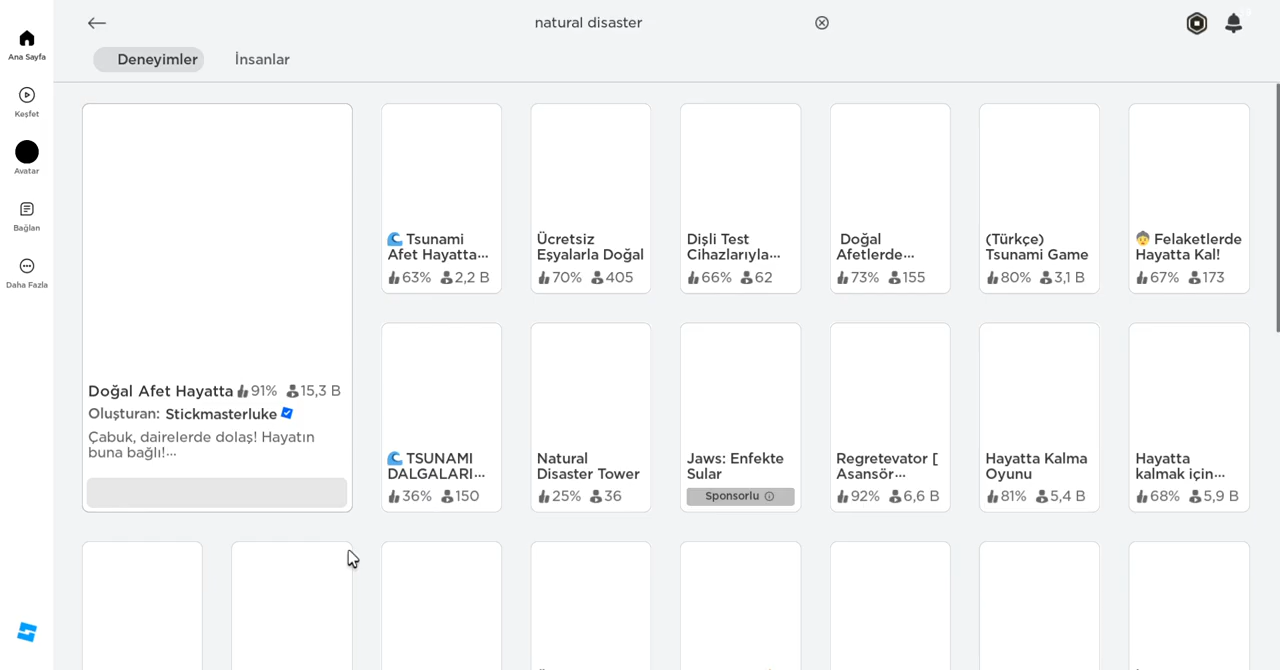 natural disaster
Deneyimler
İnsanlar
Ana Sayfa
Keşfet
Avatar
Bağlan
Daha Fazla
Doğal Afet Hayatta 91% 15,3 B
Oluşturan: Stickmasterluke
Çabuk, dairelerde dolaş! Hayatın
buna bağlı!...
🌊 Tsunami
Afet Hayatta...
63% 2,2 B
Ücretsiz
Eşyalarla Doğal
70% 405
Dişli Test
Cihazlarıyla...
66% 62
Doğal
Afetlerde...
73% 155
(Türkçe)
Tsunami Game
80% 3,1 B
🧓 Felaketlerde
Hayatta Kal!
67% 173
🌊 TSUNAMI
DALGALARI...
36% 150
Natural
Disaster Tower
25% 36
Jaws: Enfekte
Sular
Sponsorlu
Regretevator [
Asansör...
92% 6,6 B
Hayatta Kalma
Oyunu
81% 5,4 B
Hayatta
kalmak için...
68% 5,9 B